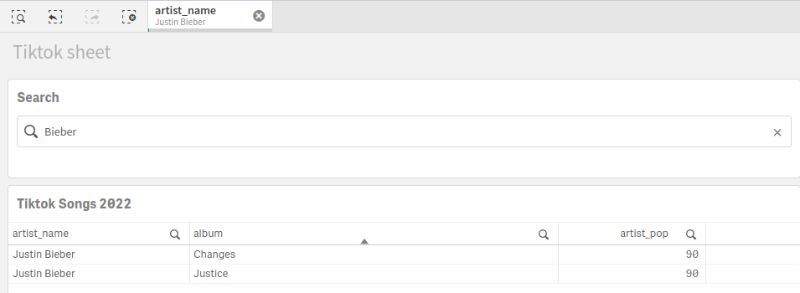 artist_name
Justin Bieber
Tiktok sheet
Search
Bieber
Tiktok Songs 2022
artist_name album artist_pop
Justin Bieber Changes 90
Justin Bieber Justice 90